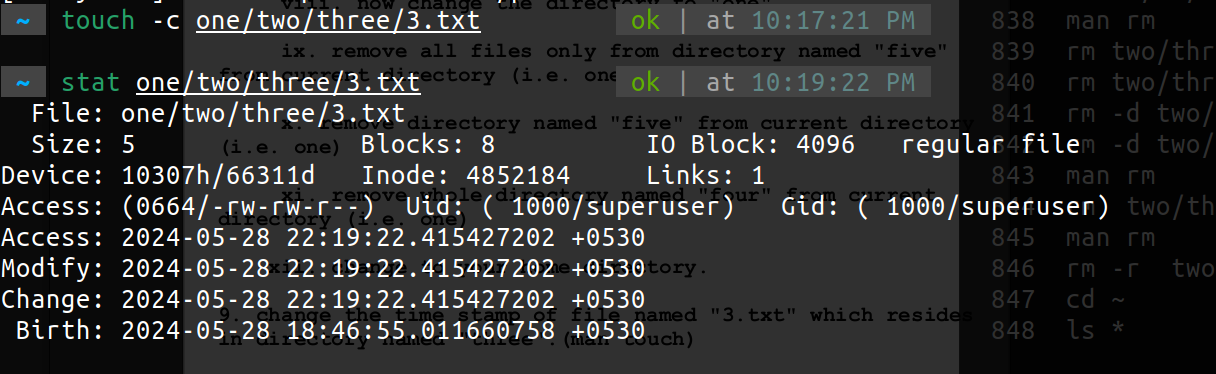 viii. now change the directory to "one"
~ touch -c one/two/three/3.txt ok | at 10:17:21 PM 838 man rm
ix. remove all files only from directory named "five" 839 rm two/thr
from current directory (i.e. one
~ stat one/two/three/3.txt ok | at 10:19:22 PM 840 rm two/thr
File: one/two/three/3.txt 841 rm -d two/
x. remove directory named "five" from current directory
(i.e. one)
Size: 5 Blocks: 8 IO Block: 4096 regular file -d two/
Device: 10307h/66311d Inode: 4852184 Links: 1 843 man rm
xi. remove whole directory named "four" from current
Access: (0664/-rw-rw-r--) Uid: ( 1000/superuser) Gid: ( 1000/superuser) two/th
directory (i.e. one)
Access: 2024-05-28 22:19:22.415427202 +0530 845 man rm
Modify: 2024-05-28 22:19:22.415427202 +0530 846 rm -r two
directory.
Change: 2024-05-28 22:19:22.415427202 +0530 847 cd ~
9. change the time stamp of file named "3.txt" which resides
Birth: 2024-05-28 18:46:55.011660758 +0530 848 ls *
in directory named "three".(man touch)